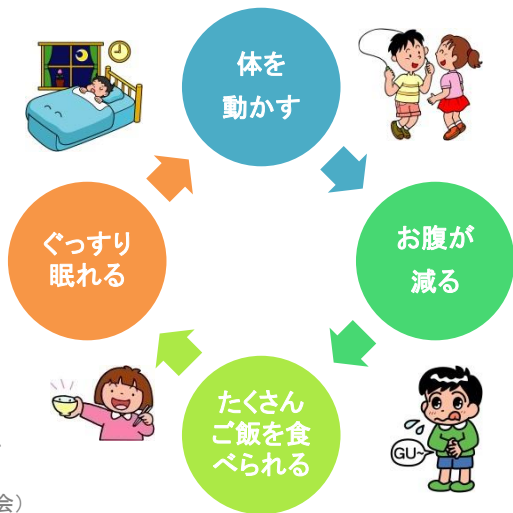 体を
動かす
お腹が
減る
たくさん
ご飯を食
べられる
ぐっすり
眠れる
GU~
会）